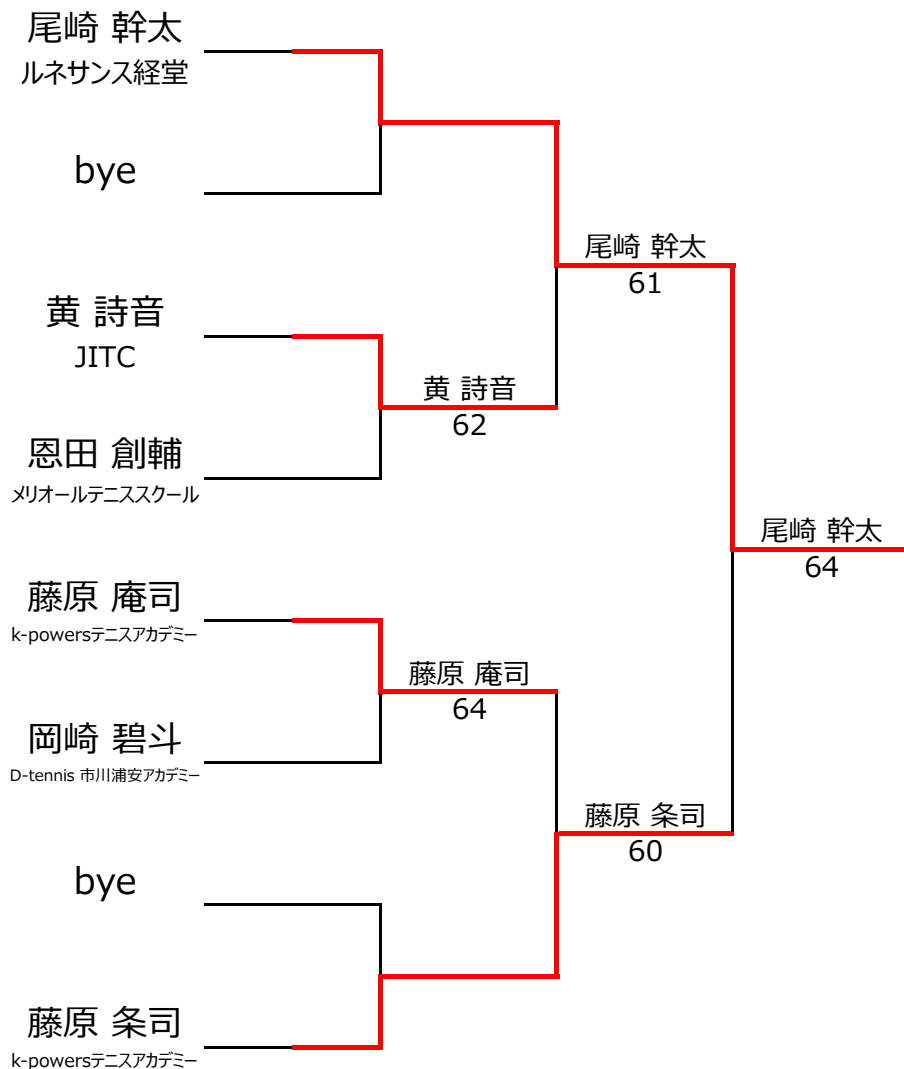 尾崎 幹太
ルネサンス経堂
bye
黄 詩音
JITC
恩田 創輔
メリオールテニススクール
藤原 庵司
k-powersテニスアカデミー
岡崎 碧斗
D-tennis 市川浦安アカデミー
bye
藤原 条司
k-powersテニスアカデミー
黄 詩音
62
藤原 庵司
64
尾崎 幹太
61
藤原 条司
60
尾崎 幹太
64